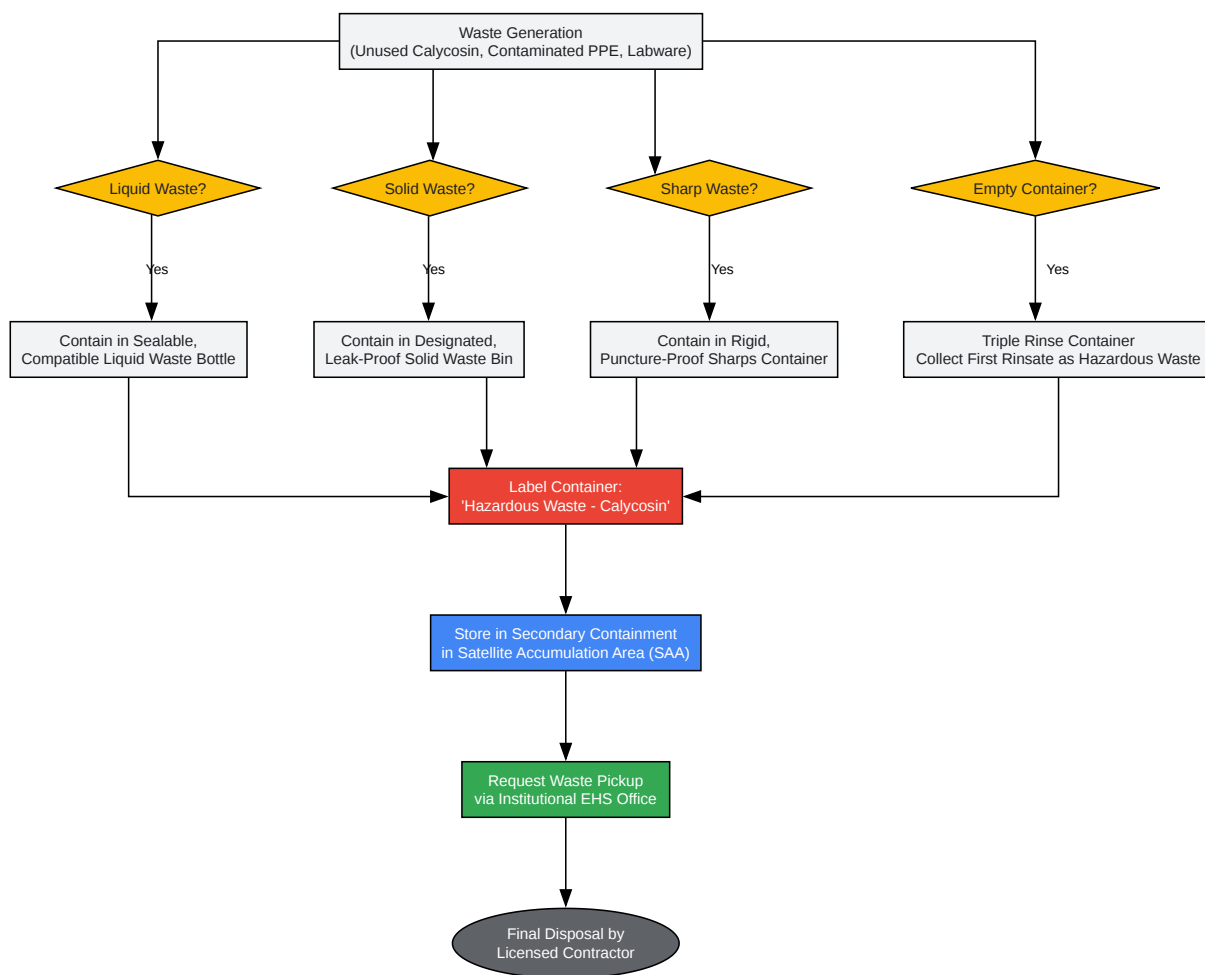 Waste Generation
(Unused Calycosin, Contaminated PPE, Labware)
Liquid Waste?
Solid Waste?
Sharp Waste?
Empty Container?
Yes
Yes
Yes
Yes
Contain in Sealable,
Compatible Liquid Waste Bottle
Contain in Designated,
Leak-Proof Solid Waste Bin
Contain in Rigid,
Puncture-Proof Sharps Container
Triple Rinse Container
Collect First Rinsate as Hazardous Waste
Label Container:
'Hazardous Waste - Calycosin'
Store in Secondary Containment
in Satellite Accumulation Area (SAA)
Request Waste Pickup
via Institutional EHS Office
Final Disposal by
Licensed Contractor